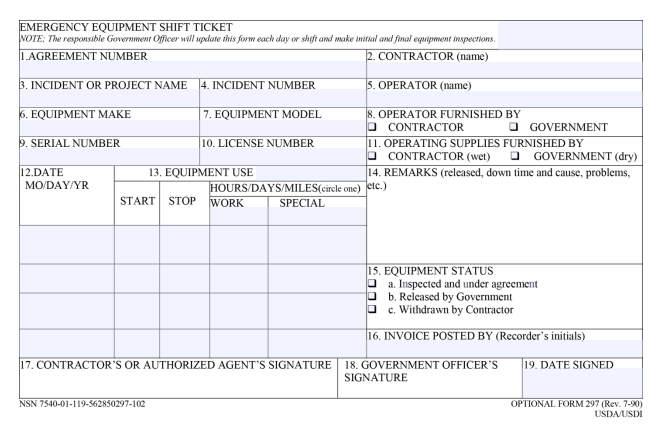 EMERGENCY EQUIPMENT SHIFT TICKET
NOTE; The responsible Government Officer will update this form each day or shift and make initial and final equipment inspections.
1.AGREEMENT NUMBER
2. CONTRACTOR (name)
3. INCIDENT OR PROJECT NAME
4. INCIDENT NUMBER
5. OPERATOR (name)
6. EQUIPMENT MAKE
7. EQUIPMENT MODEL
8. OPERATOR FURNISHED BY
❑ CONTRACTOR ❑ GOVERNMENT
9. SERIAL NUMBER
10. LICENSE NUMBER
11. OPERATING SUPPLIES FURNISHED BY
❑ CONTRACTOR (wet) ❑ GOVERNMENT (dry)
12.DATE
MO/DAY/YR
13. EQUIPMENT USE
START
STOP
HOURS/DAYS/MILES(circle one)
WORK
SPECIAL
14. REMARKS (released, down time and cause, problems,
etc.)
15. EQUIPMENT STATUS
❑ a. Inspected and under agreement
❑ b. Released by Government
❑ c. Withdrawn by Contractor
16. INVOICE POSTED BY (Recorder's initials)
17. CONTRACTOR'S OR AUTHORIZED AGENT'S SIGNATURE
18. GOVERNMENT OFFICER'S
SIGNATURE
19. DATE SIGNED
NSN 7540-01-119-562850297-102
OPTIONAL FORM 297 (Rev. 7-90)
USDA/USDI